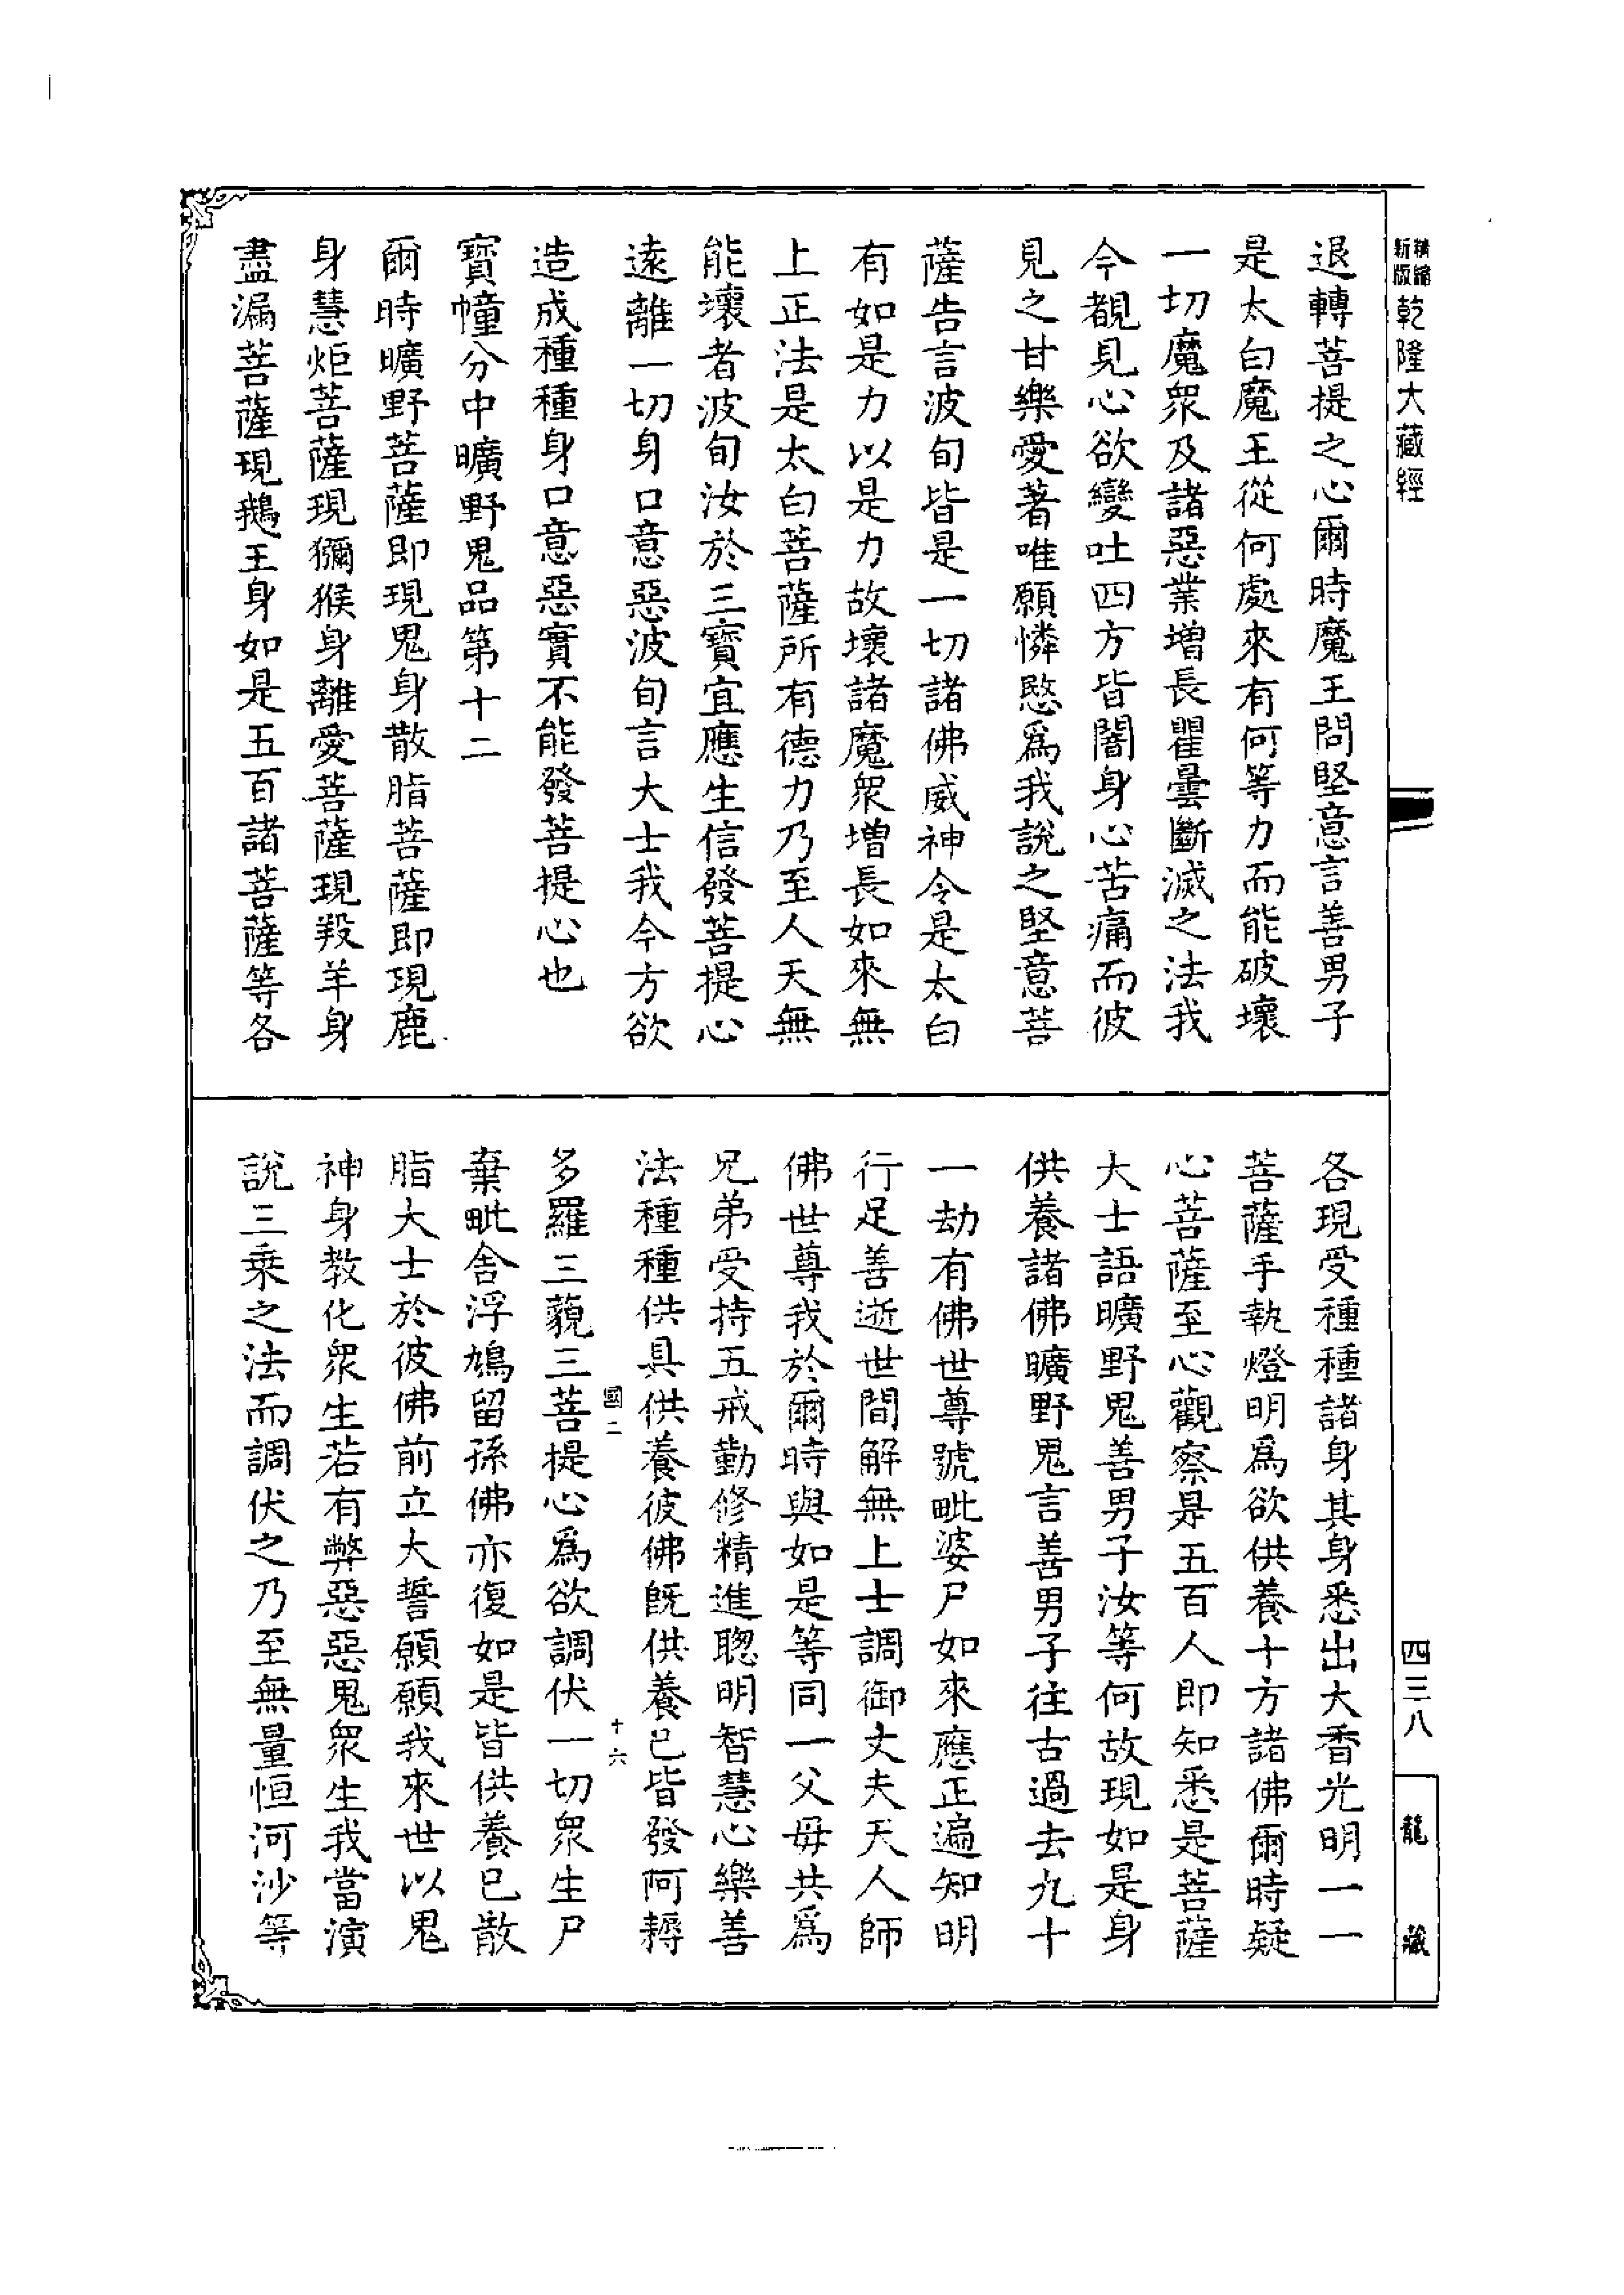 精縮新版乾隆大藏經
四三八
龍藏
退轉菩提之心爾時魔王問堅意言善男子
是太白魔王從何處來有何等力而能破壞
一切魔眾及諸惡業增長瞿曇斷滅之法我
今覩見心欲變吐四方皆闇身心苦痛而彼
見之甘樂愛著唯願憐愍為我說之堅意菩
薩告言波旬皆是一切諸佛威神令是太白
有如是力以是力故壞諸魔眾增長如來無
上正法是太白菩薩所有德力乃至人天無
能壞者波旬汝於三寶宜應生信發菩提心
遠離一切身口意惡波旬言大士我今方欲
造成種種身口意惡實不能發菩提心也
寶幢分中曠野鬼品第十二
爾時曠野菩薩即現鬼身散脂菩薩即現鹿
身慧炬菩薩現獼猴身離愛菩薩現羖羊身
盡漏菩薩現鵝王身如是五百諸菩薩等各
各現受種種諸身其身悉出大香光明一一
菩薩手執燈明為欲供養十方諸佛爾時疑
心菩薩至心觀察是五百人即知悉是菩薩
大士語曠野鬼善男子汝等何故現如是身
供養諸佛曠野鬼言善男子往古過去九十
一劫有佛世尊號毗婆尸如來應正遍知明
行足善逝世間解無上士調御丈夫天人師
佛世尊我於爾時與如是等同一父母共為
兄弟受持五戒勤修精進聰明智慧心樂善
法種種供具供養彼佛既供養已皆發阿耨
國二 十六
多羅三藐三菩提心為欲調伏一切眾生尸
棄毗舍浮鳩留孫佛亦復如是皆供養已散
脂大士於彼佛前立大誓願願我來世以鬼
神身教化眾生若有弊惡惡鬼眾生我當演
說三乘之法而調伏之乃至無量恒河沙等